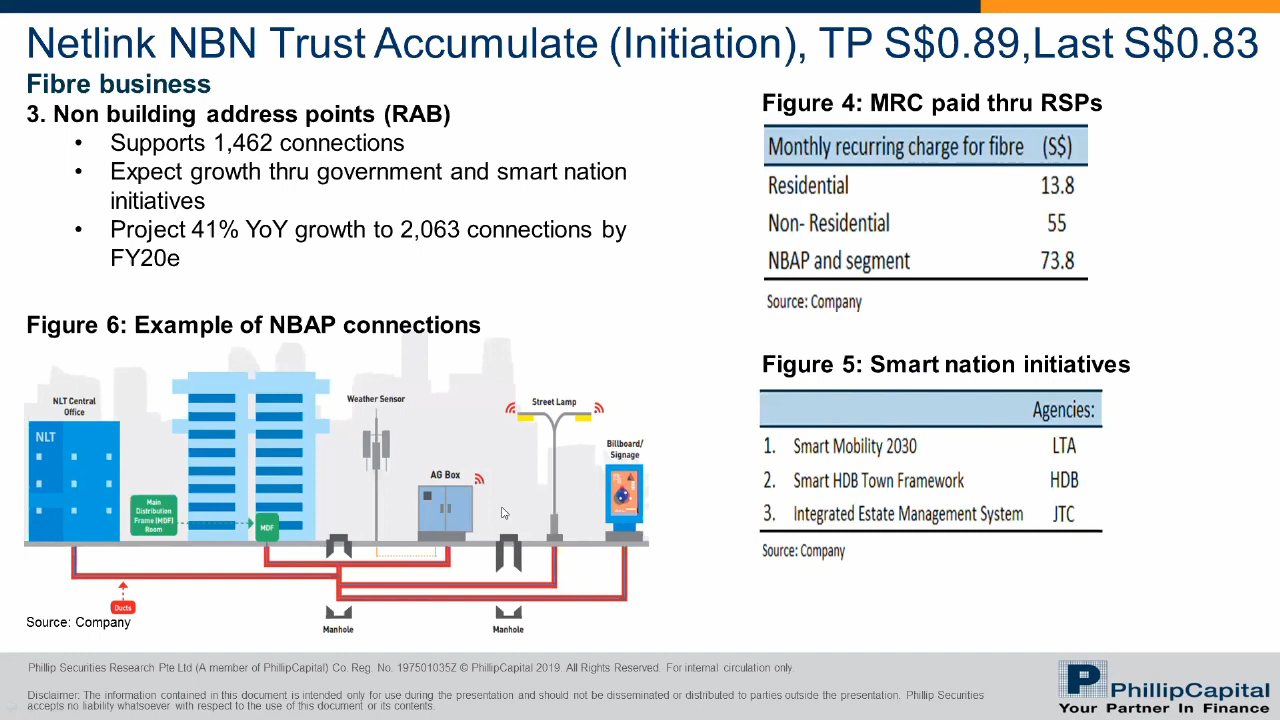 Netlink NBN Trust Accumulate (Initiation), TP S$0.89,Last S$0.83
Fibre business
3. Non building address points (RAB)
• Supports 1,462 connections
• Expect growth thru government and smart nation
initiatives
• Project 41% YoY growth to 2,063 connections by
FY20e
Figure 4: MRC paid thru RSPs
Monthly recurring charge for fibre (S$)
Residential 13.8
Non- Residential 55
NBAP and segment 73.8
Source: Company
Figure 6: Example of NBAP connections
NLT Central
Office
NLT
Main
Distribution
Frame (MDF)
Room
MDF
Weather Sensor
AG Box
Street Lamp
Billboard/
Signage
Ducts
Manhole
Manhole
Source: Company
Figure 5: Smart nation initiatives
Agencies:
1. Smart Mobility 2030 LTA
2. Smart HDB Town Framework HDB
3. Integrated Estate Management System JTC
Source: Company
Phillip Securities Research Pte Ltd (A member of PhillipCapital) Co. Reg. No. 197501035Z © PhillipCapital 2019. All Rights Reserved. For internal circulation only.
Disclaimer: The information contained in this document is intended only for use during the presentation and should not be disseminated or distributed to parties outside the presentation. Phillip Securities
accepts no liability whatsoever with respect to the use of this document or its contents.
P
PhillipCapital
Your Partner In Finance